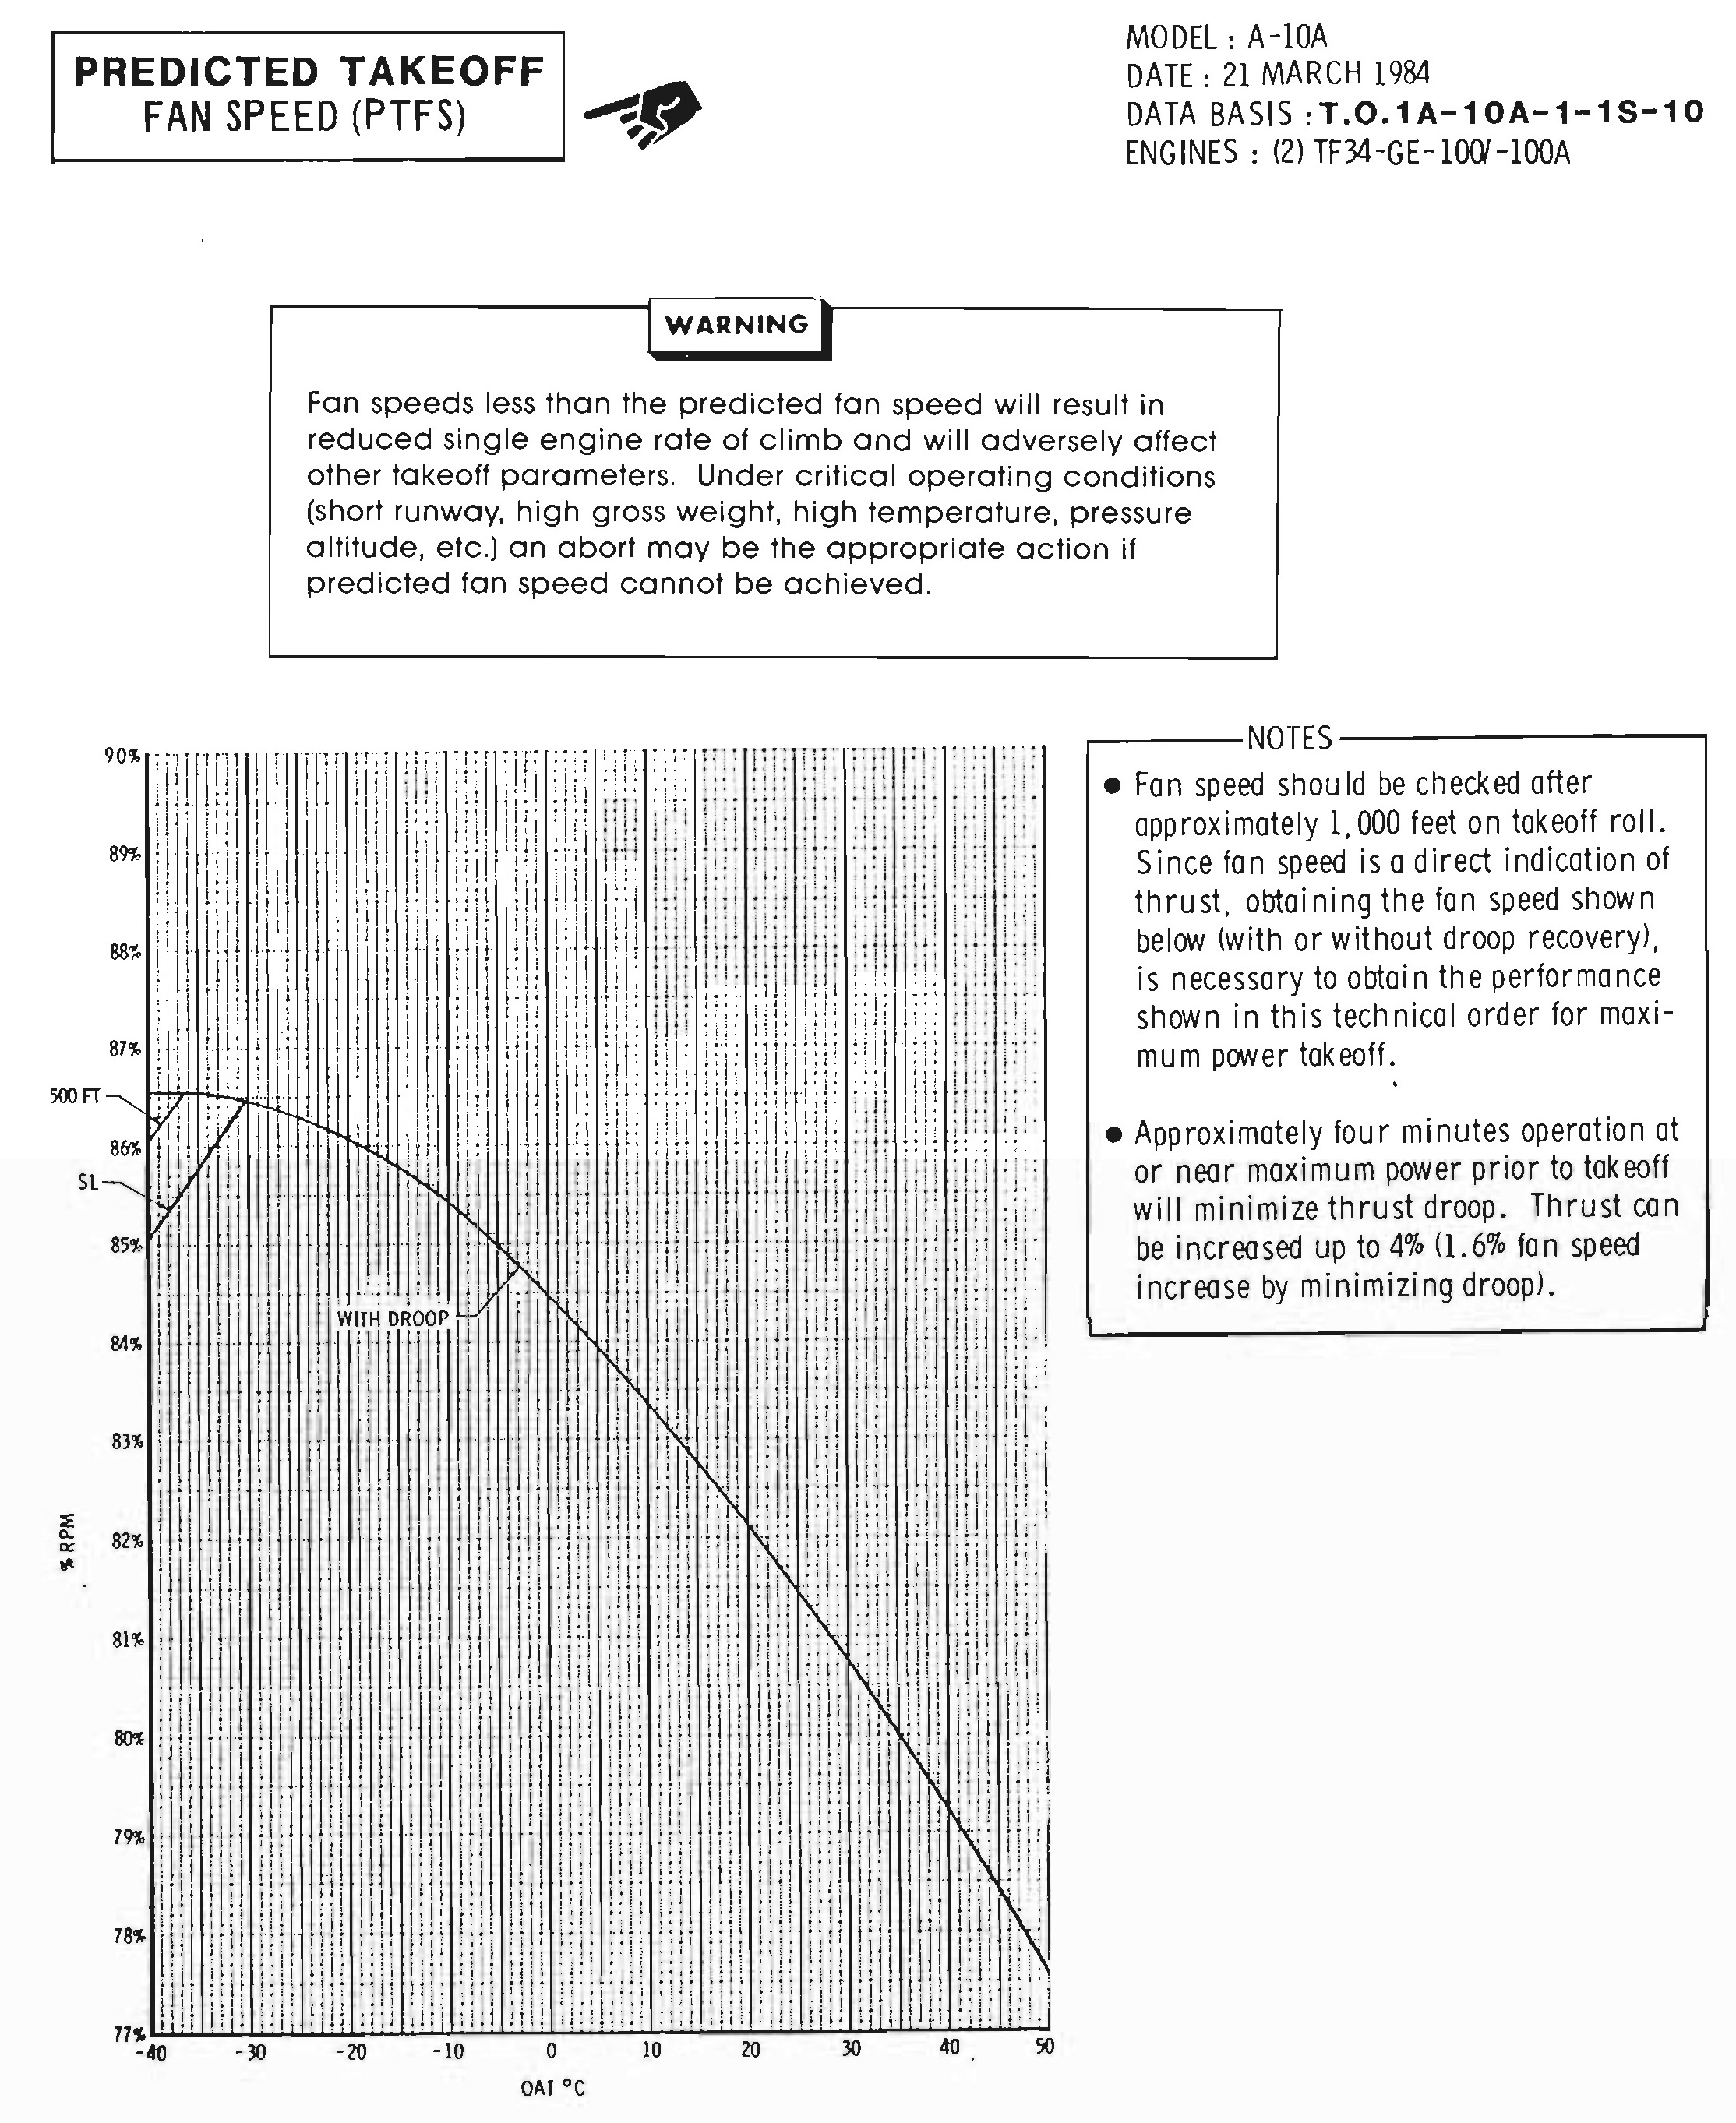 PREDICTED TAKEOFF
FAN SPEED (PTFS)
MODEL : A-10A
DATE : 21 MARCH 1984
DATA BASIS : T.O.1A-10A-1-1S-10
ENGINES : (2) TF34-GE-100/-100A
WARNING
Fan speeds less than the predicted fan speed will result in
reduced single engine rate of climb and will adversely affect
other takeoff parameters. Under critical operating conditions
(short runway, high gross weight, high temperature, pressure
altitude, etc.) an abort may be the appropriate action if
predicted fan speed cannot be achieved.
NOTES
● Fan speed should be checked after
approximately 1,000 feet on takeoff roll.
Since fan speed is a direct indication of
thrust, obtaining the fan speed shown
below (with or without droop recovery),
is necessary to obtain the performance
shown in this technical order for maxi-
mum power takeoff.
● Approximately four minutes operation at
or near maximum power prior to takeoff
will minimize thrust droop. Thrust can
be increased up to 4% (1.6% fan speed
increase by minimizing droop).
90%
89%
88%
87%
500 FT
86%
SL
85%
WITH DROOP
84%
83%
82%
% RPM
81%
80%
79%
78%
77%
-40 -30 -20 -10 0 10 20 30 40 50
OAT °C